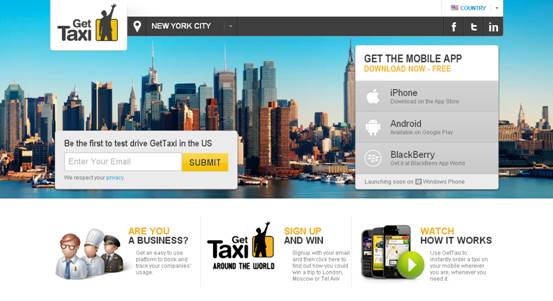 COUNTRY
Get
Taxi
NEW YORK CITY
f t in
GET THE MOBILE APP
DOWNLOAD NOW - FREE
iPhone
Download on the App Store
Android
Available on Google Play
BlackBerry
Get it at BlackBerry App World
Launching soon on Windows Phone
Be the first to test drive GetTaxi in the US
Enter Your Email
SUBMIT
We respect your privacy.
ARE YOU
A BUSINESS?
Get an easy to use
platform to book and
track your companies'
usage.
Get
Taxi
AROUND THE WORLD
SIGN UP
AND WIN
Signup with your email
and then click here to
find out how you could
win a trip to London,
Moscow or Tel Aviv
WATCH
HOW IT WORKS
Use GetTaxi to
instantly order a taxi on
your mobile wherever
you are, whenever you
need it.